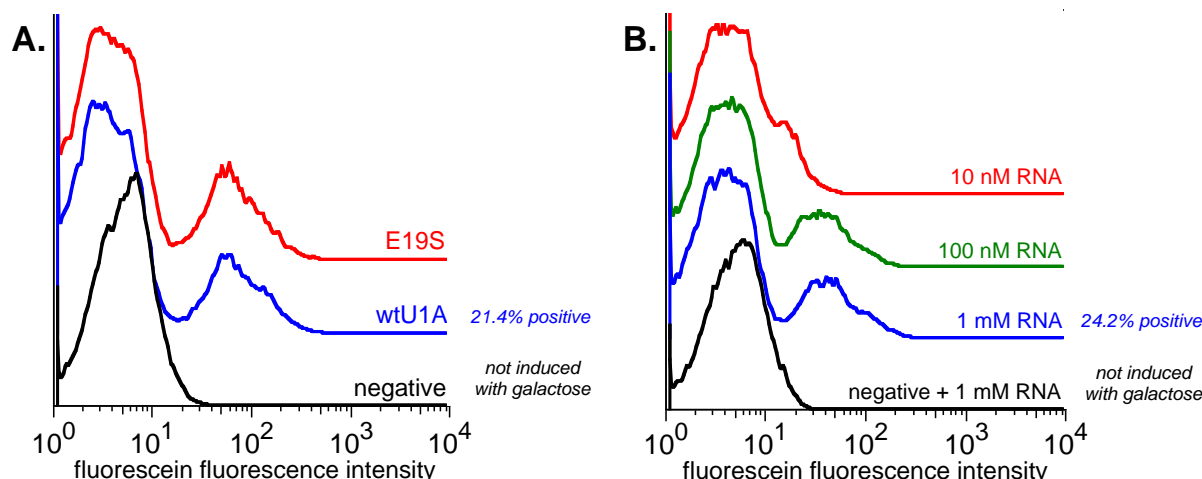 A.
E19S
wtU1A
21.4% positive
negative
not induced
with galactose
10⁰ 10¹ 10² 10³ 10⁴
fluorescein fluorescence intensity
B.
10 nM RNA
100 nM RNA
1 mM RNA
24.2% positive
negative + 1 mM RNA
not induced
with galactose
10⁰ 10¹ 10² 10³ 10⁴
fluorescein fluorescence intensity